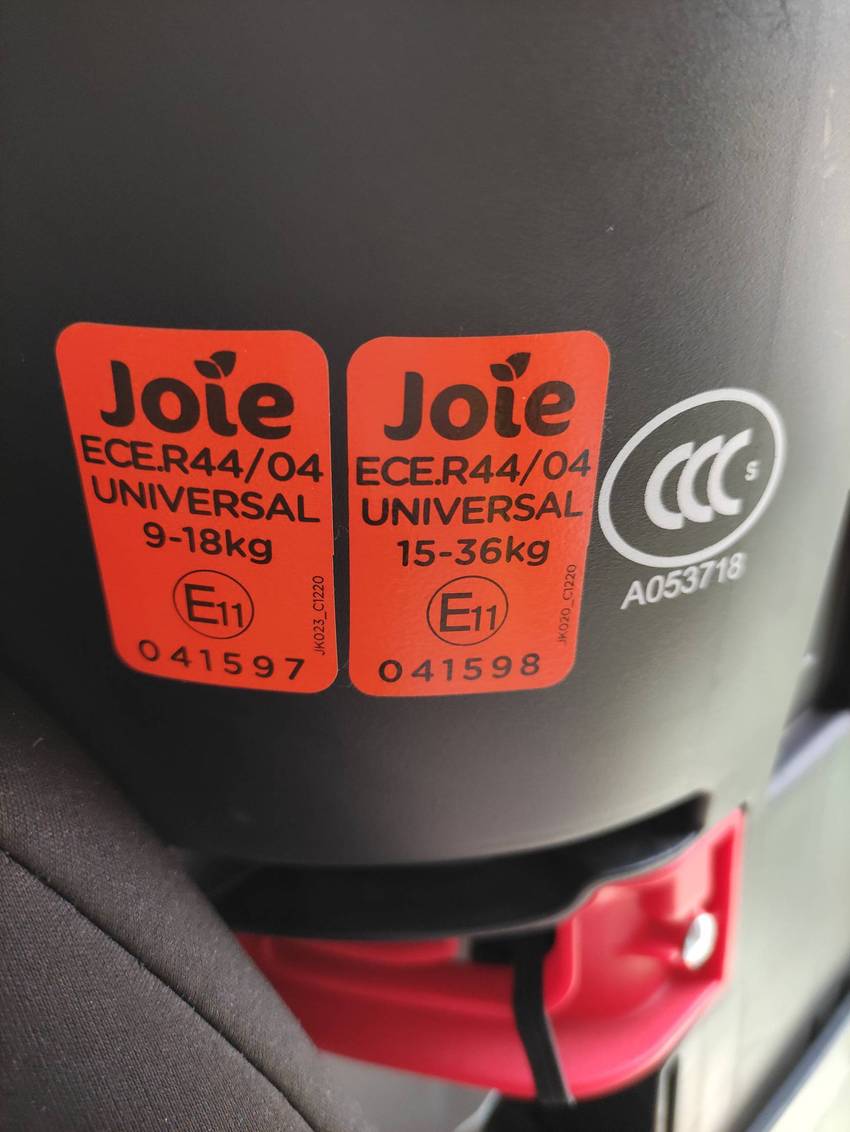 Joie
ECE.R44/04
UNIVERSAL
9-18kg
E11
041597
JK023_C1220
Joie
ECE.R44/04
UNIVERSAL
15-36kg
E11
041598
JK020_C1220
CCC S
A053718